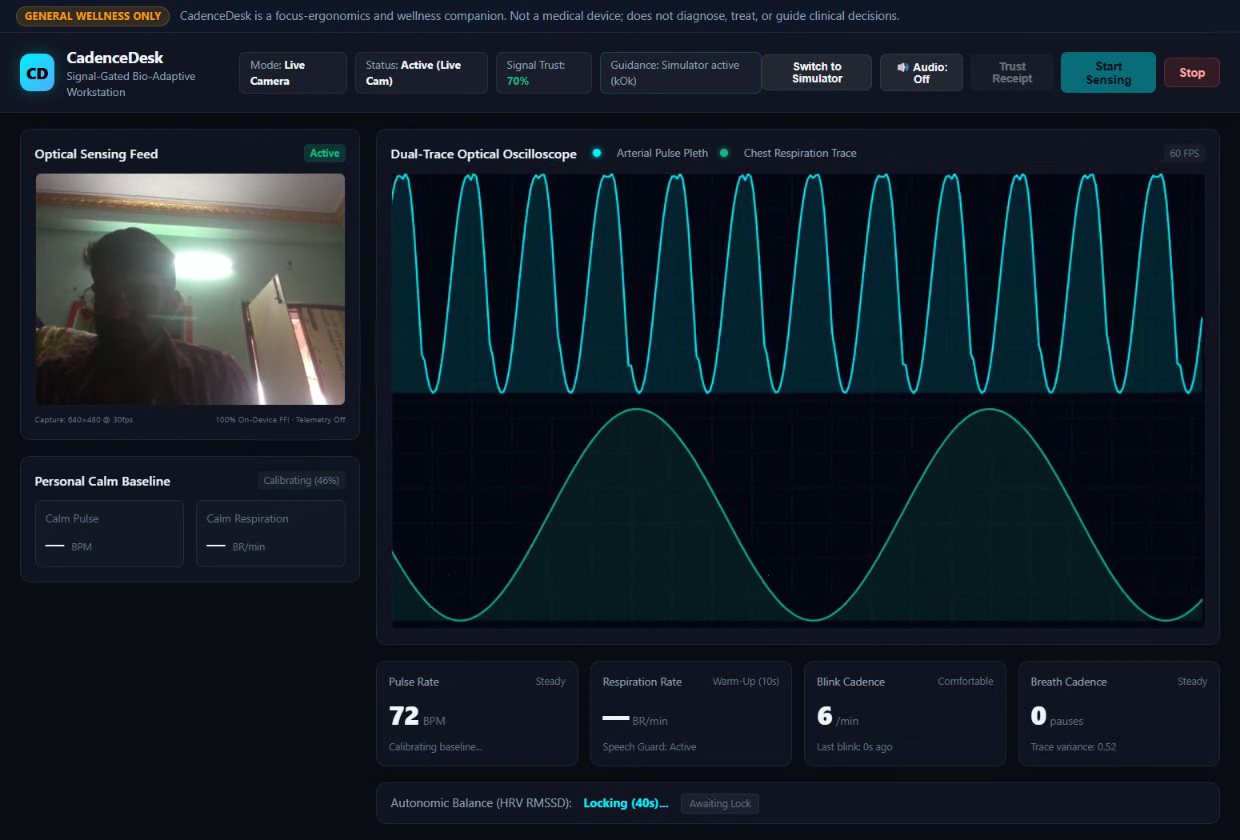 GENERAL WELLNESS ONLY CadenceDesk is a focus-ergonomics and wellness companion. Not a medical device; does not diagnose, treat, or guide clinical decisions.
CD
CadenceDesk
Signal-Gated Bio-Adaptive
Workstation
Mode: Live
Camera
Status: Active (Live
Cam)
Signal Trust:
70%
Guidance: Simulator active
(kOk)
Switch to
Simulator
Audio:
Off
Trust
Receipt
Start
Sensing
Stop
Optical Sensing Feed
Active
Capture: 640×480 @ 30fps
100% On-Device FFI · Telemetry Off
Personal Calm Baseline
Calibrating (46%)
Calm Pulse
— BPM
Calm Respiration
— BR/min
Dual-Trace Optical Oscilloscope
Arterial Pulse Pleth
Chest Respiration Trace
60 FPS
Pulse Rate
Steady
72 BPM
Calibrating baseline...
Respiration Rate
Warm-Up (10s)
— BR/min
Speech Guard: Active
Blink Cadence
Comfortable
6 /min
Last blink: 0s ago
Breath Cadence
Steady
0 pauses
Trace variance: 0.52
Autonomic Balance (HRV RMSSD): Locking (40s)... Awaiting Lock